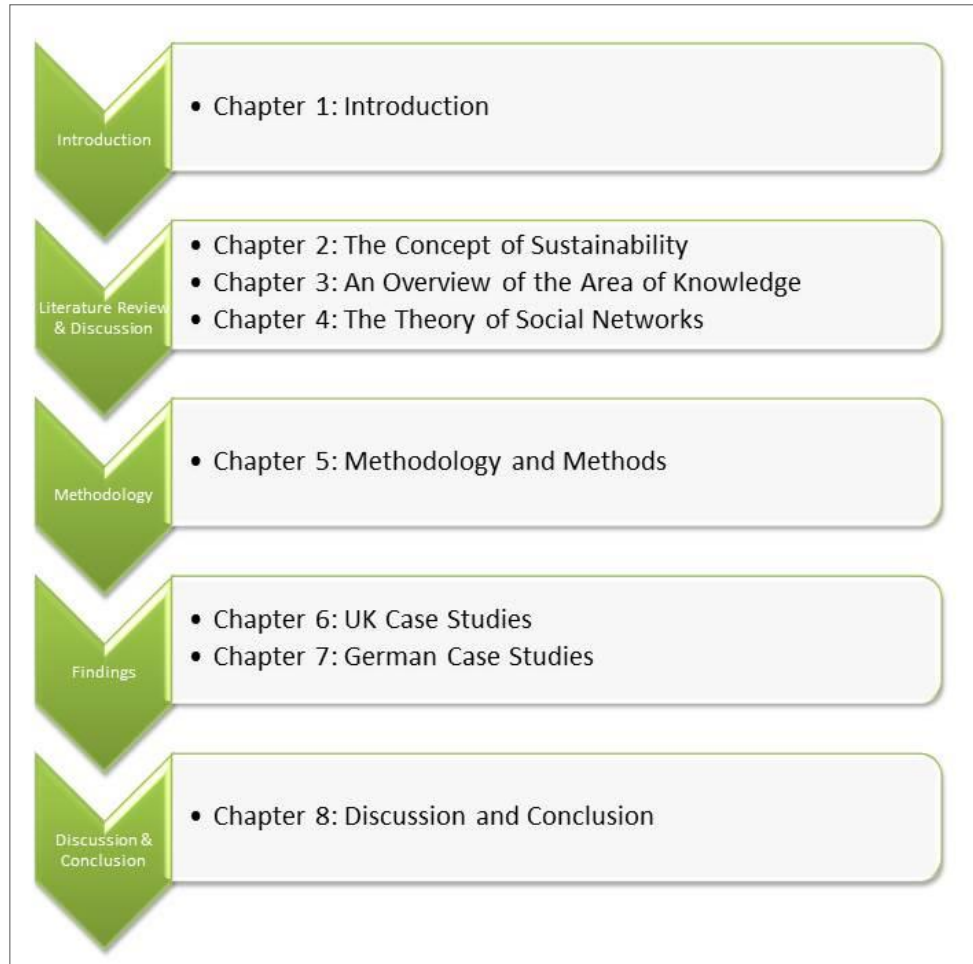 Introduction
• Chapter 1: Introduction
Literature Review
& Discussion
• Chapter 2: The Concept of Sustainability
• Chapter 3: An Overview of the Area of Knowledge
• Chapter 4: The Theory of Social Networks
Methodology
• Chapter 5: Methodology and Methods
Findings
• Chapter 6: UK Case Studies
• Chapter 7: German Case Studies
Discussion &
Conclusion
• Chapter 8: Discussion and Conclusion